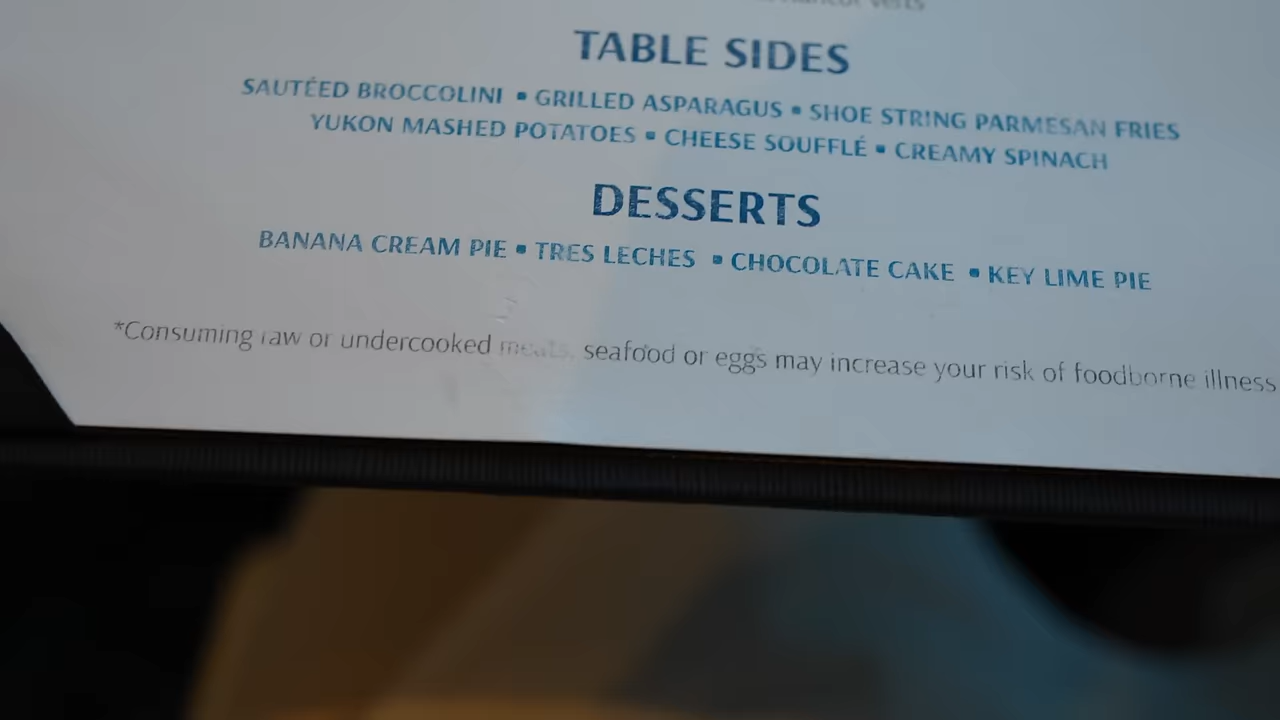 TABLE SIDES
SAUTÉED BROCCOLINI ▪ GRILLED ASPARAGUS ▪ SHOE STRING PARMESAN FRIES
YUKON MASHED POTATOES ▪ CHEESE SOUFFLÉ ▪ CREAMY SPINACH
DESSERTS
BANANA CREAM PIE ▪ TRES LECHES ▪ CHOCOLATE CAKE ▪ KEY LIME PIE
*Consuming raw or undercooked meats, seafood or eggs may increase your risk of foodborne illness